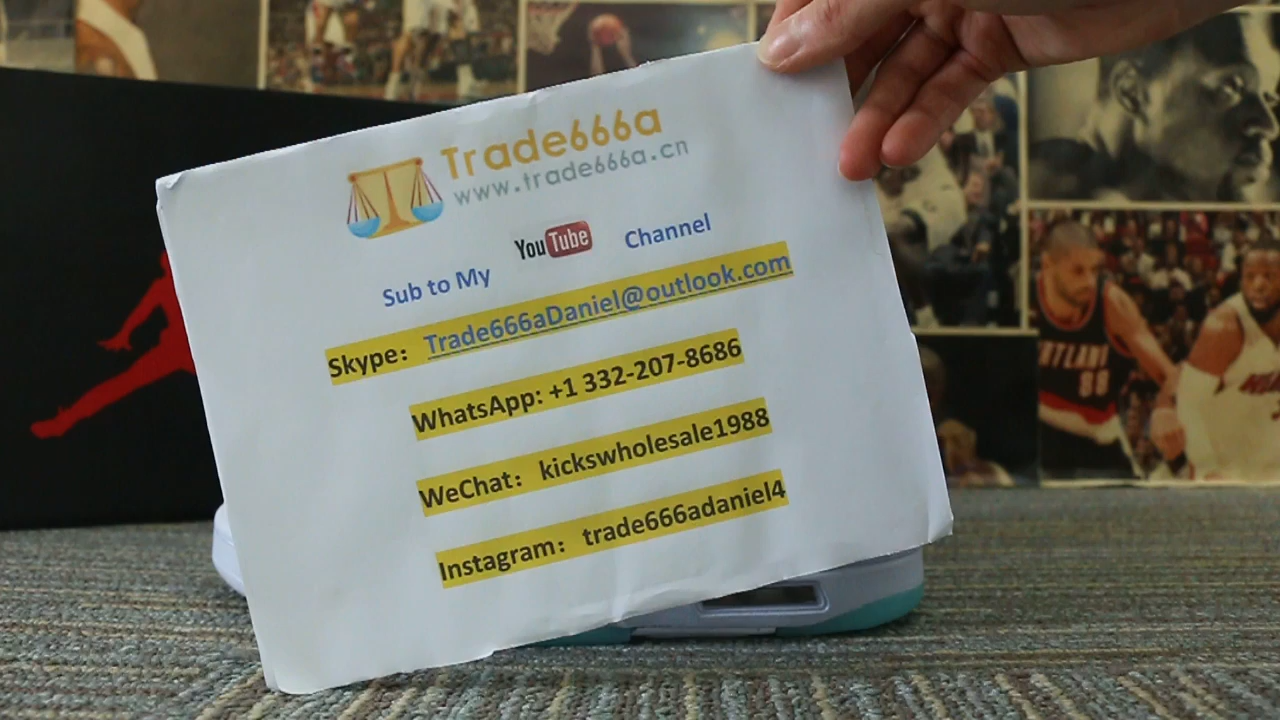 Trade666a
www.trade666a.cn
Sub to My YouTube Channel
Skype: Trade666aDaniel@outlook.com
WhatsApp: +1 332-207-8686
WeChat: kickswholesale1988
Instagram: trade666adaniel4